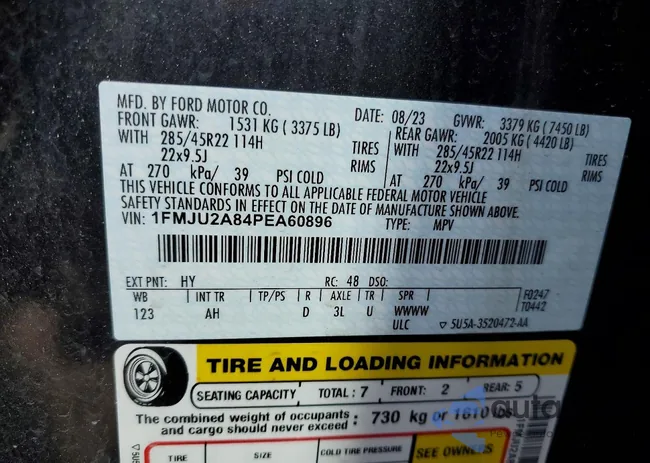 MFD. BY FORD MOTOR CO. DATE: 08/23 GVWR: 3379 KG ( 7450 LB)
FRONT GAWR: 1531 KG ( 3375 LB) REAR GAWR: 2005 KG ( 4420 LB)
WITH 285/45R22 114H TIRES WITH 285/45R22 114H TIRES
22x9.5J RIMS 22x9.5J RIMS
AT 270 kPa/ 39 PSI COLD AT 270 kPa/ 39 PSI COLD
THIS VEHICLE CONFORMS TO ALL APPLICABLE FEDERAL MOTOR VEHICLE
SAFETY STANDARDS IN EFFECT ON THE DATE OF MANUFACTURE SHOWN ABOVE.
VIN: 1FMJU2A84PEA60896 TYPE: MPV
EXT PNT: HY RC: 48 DSO:
WB INT TR TP/PS R AXLE TR SPR F0247
123 AH D 3L U WWWW T0442
ULC ▽ 5U5A-3520472-AA
TIRE AND LOADING INFORMATION
SEATING CAPACITY TOTAL : 7 FRONT: 2 REAR: 5
The combined weight of occupants : 730 kg or 1610 lbs
and cargo should never exceed
TIRE SIZE COLD TIRE PRESSURE SEE OWNERS